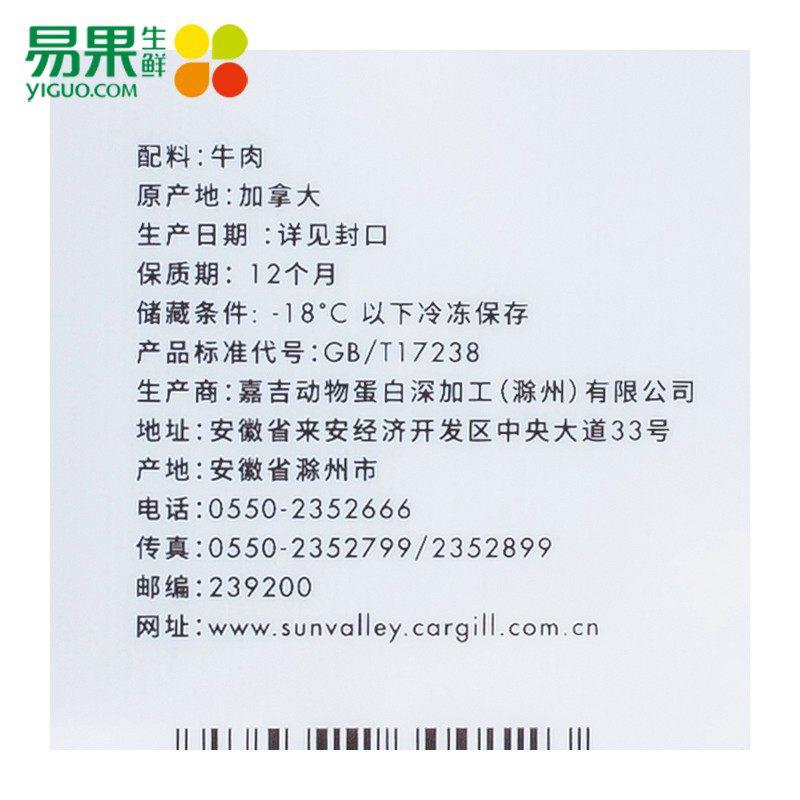 易果生鲜
YIGUO.COM
配料:牛肉
原产地:加拿大
生产日期 :详见封口
保质期: 12个月
储藏条件: -18°C 以下冷冻保存
产品标准代号:GB/T17238
生产商:嘉吉动物蛋白深加工(滁州)有限公司
地址:安徽省来安经济开发区中央大道33号
产地:安徽省滁州市
电话:0550-2352666
传真:0550-2352799/2352899
邮编:239200
网址:www.sunvalley.cargill.com.cn